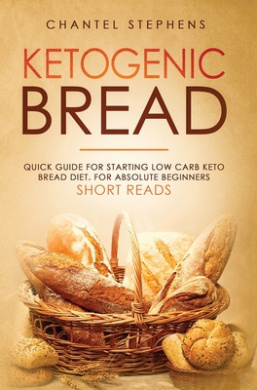 CHANTEL STEPHENS
KETOGENIC
BREAD
QUICK GUIDE FOR STARTING LOW CARB KETO
BREAD DIET. FOR ABSOLUTE BEGINNERS
SHORT READS